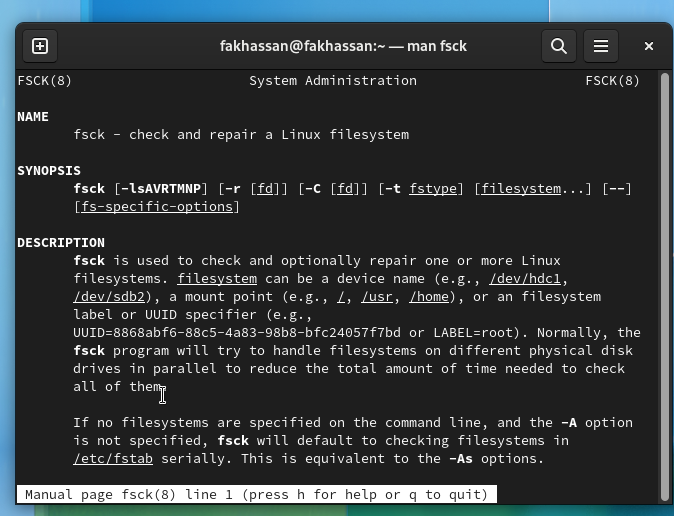 fakhassan@fakhassan:~ — man fsck
FSCK(8) System Administration FSCK(8)
NAME
fsck - check and repair a Linux filesystem
SYNOPSIS
fsck [-lsAVRTMNP] [-r [fd]] [-C [fd]] [-t fstype] [filesystem...] [--]
[fs-specific-options]
DESCRIPTION
fsck is used to check and optionally repair one or more Linux
filesystems. filesystem can be a device name (e.g., /dev/hdc1,
/dev/sdb2), a mount point (e.g., /, /usr, /home), or an filesystem
label or UUID specifier (e.g.,
UUID=8868abf6-88c5-4a83-98b8-bfc24057f7bd or LABEL=root). Normally, the
fsck program will try to handle filesystems on different physical disk
drives in parallel to reduce the total amount of time needed to check
all of them.
If no filesystems are specified on the command line, and the -A option
is not specified, fsck will default to checking filesystems in
/etc/fstab serially. This is equivalent to the -As options.
Manual page fsck(8) line 1 (press h for help or q to quit)